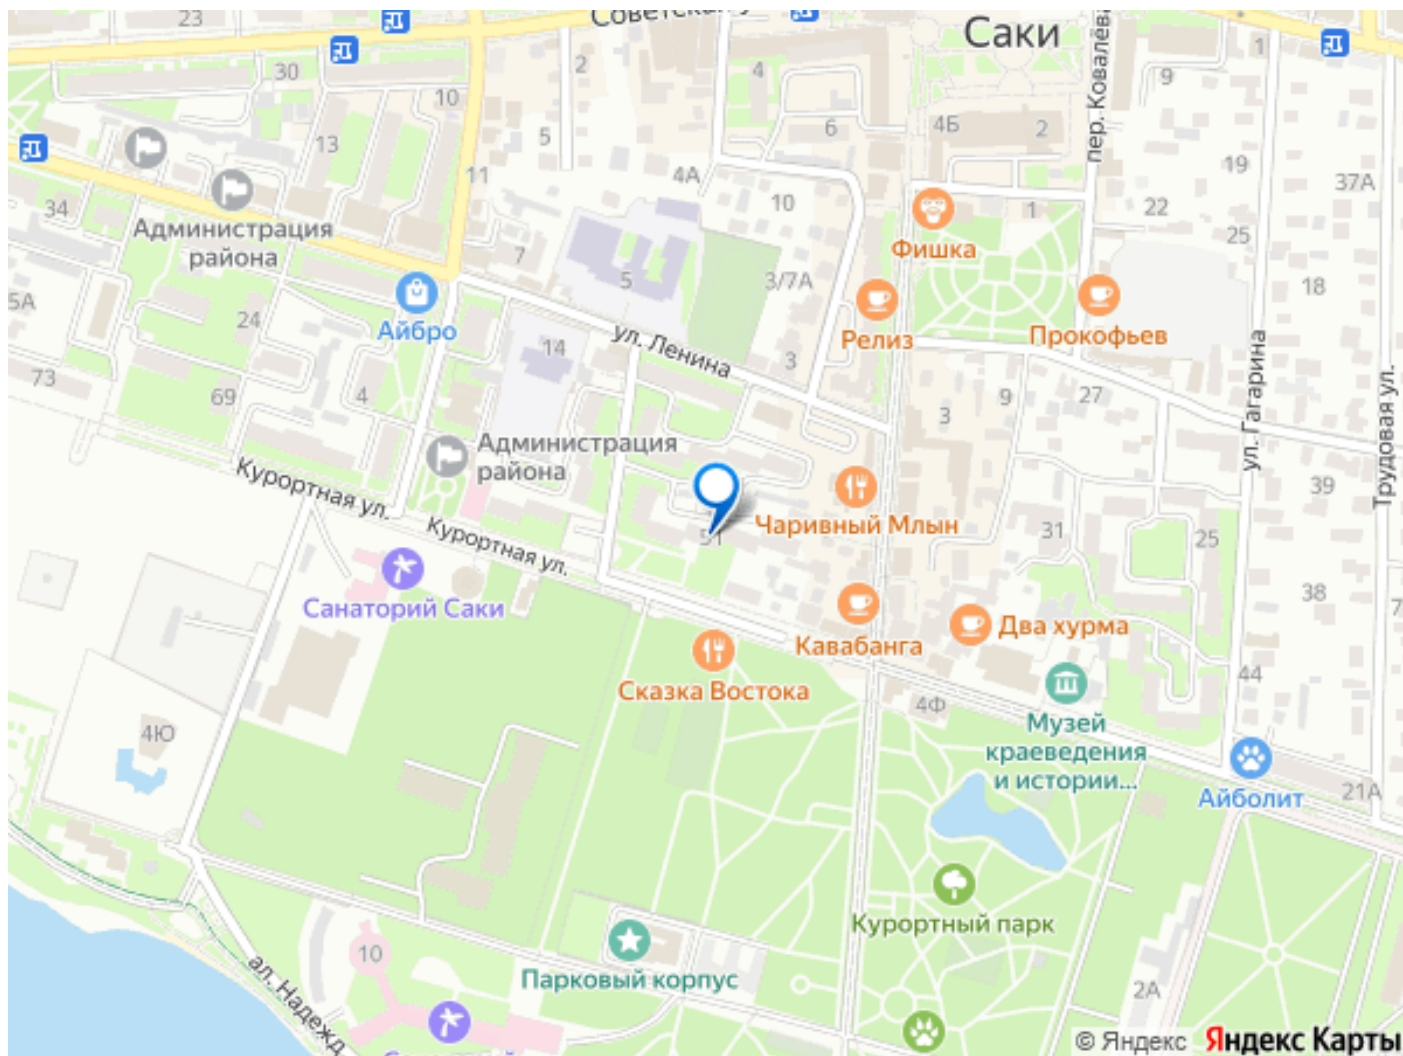 23
Советская у
Саки
30
2
4
1
9
10
пер. Ковалёва
13
5
6
4Б
2
11
4А
19
37А
34
10
1
22
Администрация
района
7
Фишка
25
5
3/7А
18
5А
24
Айбро
ул. Ленина
Релиз
Прокофьев
14
3
73
69
4
9
27
3
ул. Гагарина
Трудовая ул.
Администрация
района
Курортная ул.
39
Курортная ул.
Чаривный Млын
51
31
25
Санаторий Саки
38
7
Кавабанга
Два хурма
Сказка Востока
44
4Ф
Музей
краеведения
и истории...
4Ю
Айболит
21А
Курортный парк
10
Парковый корпус
ал. Надежд
2А
© Яндекс Яндекс Карты